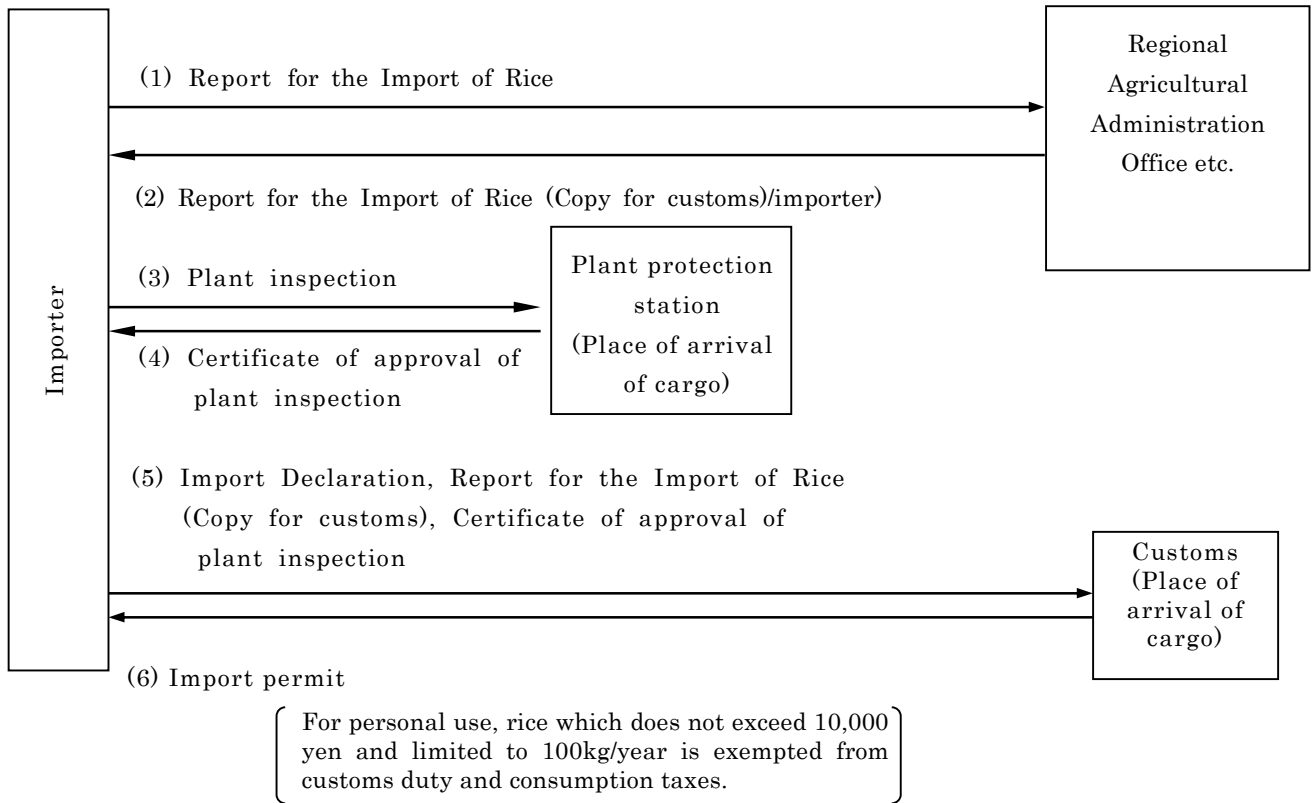 Importer
(1) Report for the Import of Rice
Regional
Agricultural
Administration
Office etc.
(2) Report for the Import of Rice (Copy for customs)/importer)
(3) Plant inspection
Plant protection
station
(Place of arrival
of cargo)
(4) Certificate of approval of
plant inspection
(5) Import Declaration, Report for the Import of Rice
(Copy for customs), Certificate of approval of
plant inspection
Customs
(Place of
arrival of
cargo)
(6) Import permit
For personal use, rice which does not exceed 10,000
yen and limited to 100kg/year is exempted from
customs duty and consumption taxes.